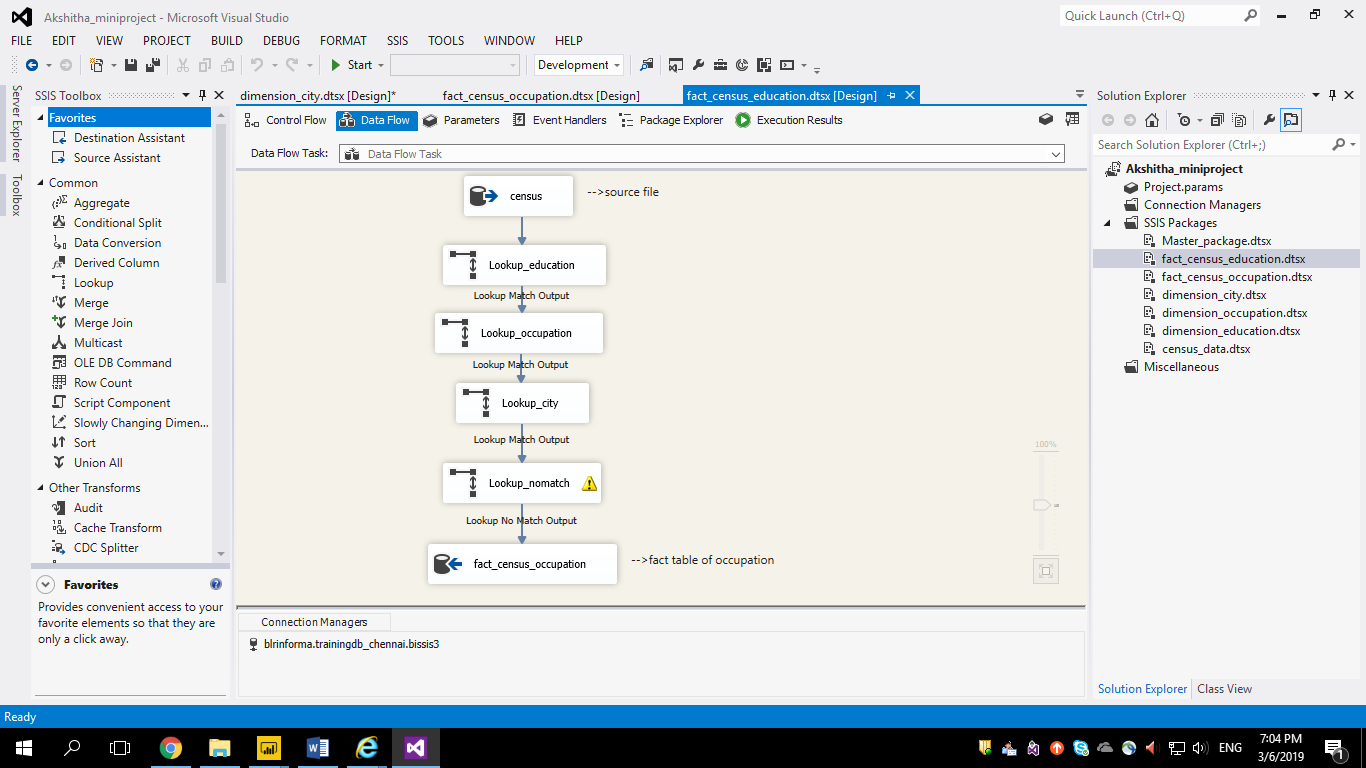 Akshitha_miniproject - Microsoft Visual Studio
Quick Launch (Ctrl+Q)
FILE EDIT VIEW PROJECT BUILD DEBUG FORMAT SSIS TOOLS WINDOW HELP
Start
Development
Server Explorer
Toolbox
SSIS Toolbox
Favorites
Destination Assistant
Source Assistant
Common
Aggregate
Conditional Split
Data Conversion
Derived Column
Lookup
Merge
Merge Join
Multicast
OLE DB Command
Row Count
Script Component
Slowly Changing Dimen...
Sort
Union All
Other Transforms
Audit
Cache Transform
CDC Splitter
Favorites
Provides convenient access to your
favorite elements so that they are
only a click away.
dimension_city.dtsx [Design]*
fact_census_occupation.dtsx [Design]
fact_census_education.dtsx [Design]
Control Flow
Data Flow
Parameters
Event Handlers
Package Explorer
Execution Results
Data Flow Task:
Data Flow Task
census
-->source file
Lookup_education
Lookup Match Output
Lookup_occupation
Lookup Match Output
Lookup_city
Lookup Match Output
Lookup_nomatch
Lookup No Match Output
fact_census_occupation
-->fact table of occupation
100%
Connection Managers
blrinforma.trainingdb_chennai.bissis3
Solution Explorer
Search Solution Explorer (Ctrl+;)
Akshitha_miniproject
Project.params
Connection Managers
SSIS Packages
Master_package.dtsx
fact_census_education.dtsx
fact_census_occupation.dtsx
dimension_city.dtsx
dimension_occupation.dtsx
dimension_education.dtsx
census_data.dtsx
Miscellaneous
Solution Explorer
Class View
Ready
ENG
7:04 PM
3/6/2019
1